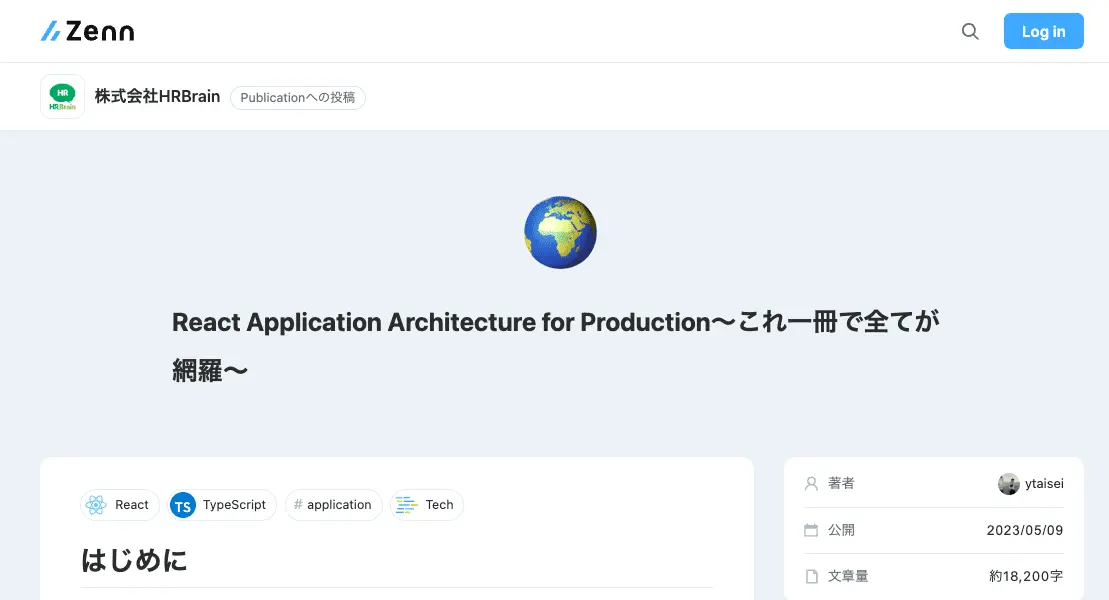 Zenn
Log in
HR
HRBrain
株式会社HRBrain
Publicationへの投稿
React Application Architecture for Production〜これ一冊で全てが
網羅〜
React
TS
TypeScript
# application
Tech
はじめに
著者
ytaisei
公開
2023/05/09
文章量
約18,200字